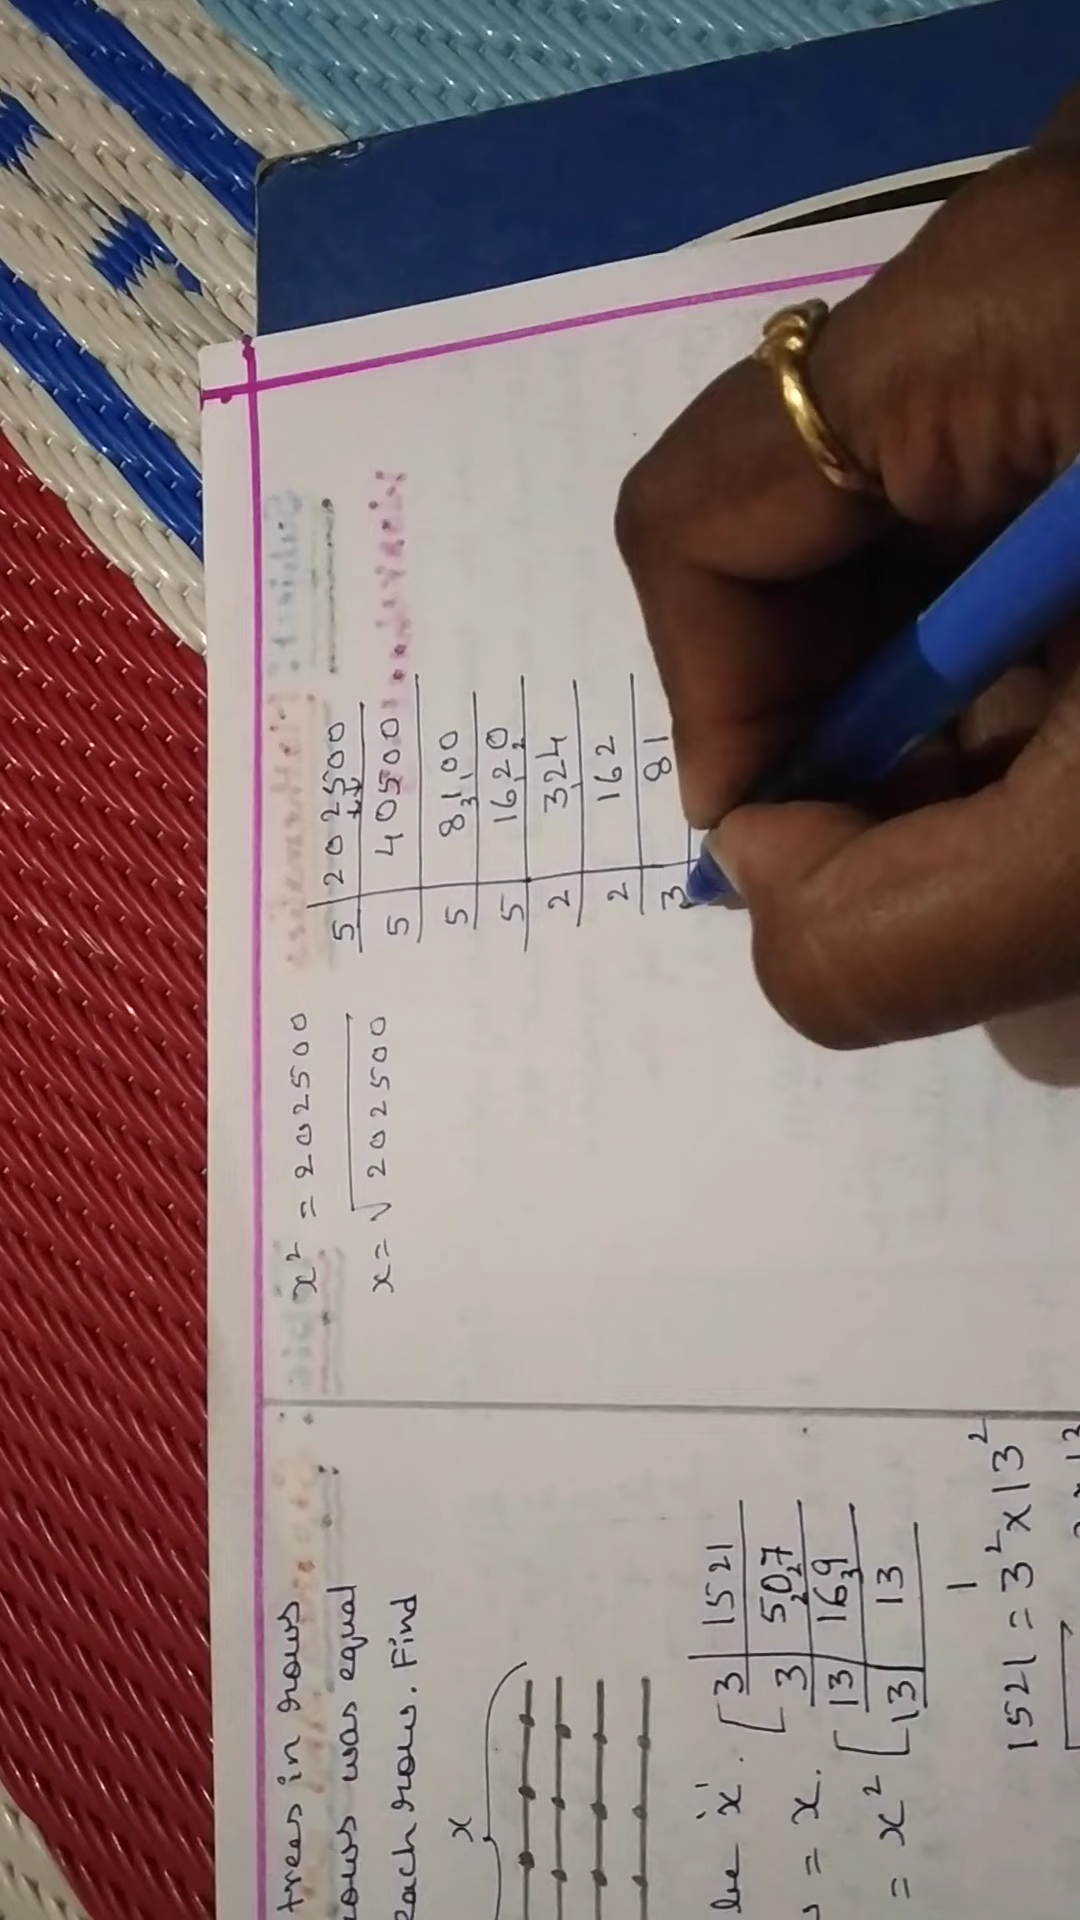 trees in rows
rows was equal
each row. Find
x
be 'x'.
= x.
= x²
3 | 1521
3 | 507
13 | 169
13 | 13
1521 = 3² x 13²
x² = 202500
x = √202500
5 | 202500
5 | 40500
5 | 8100
5 | 1620
2 | 324
2 | 162
3 | 81